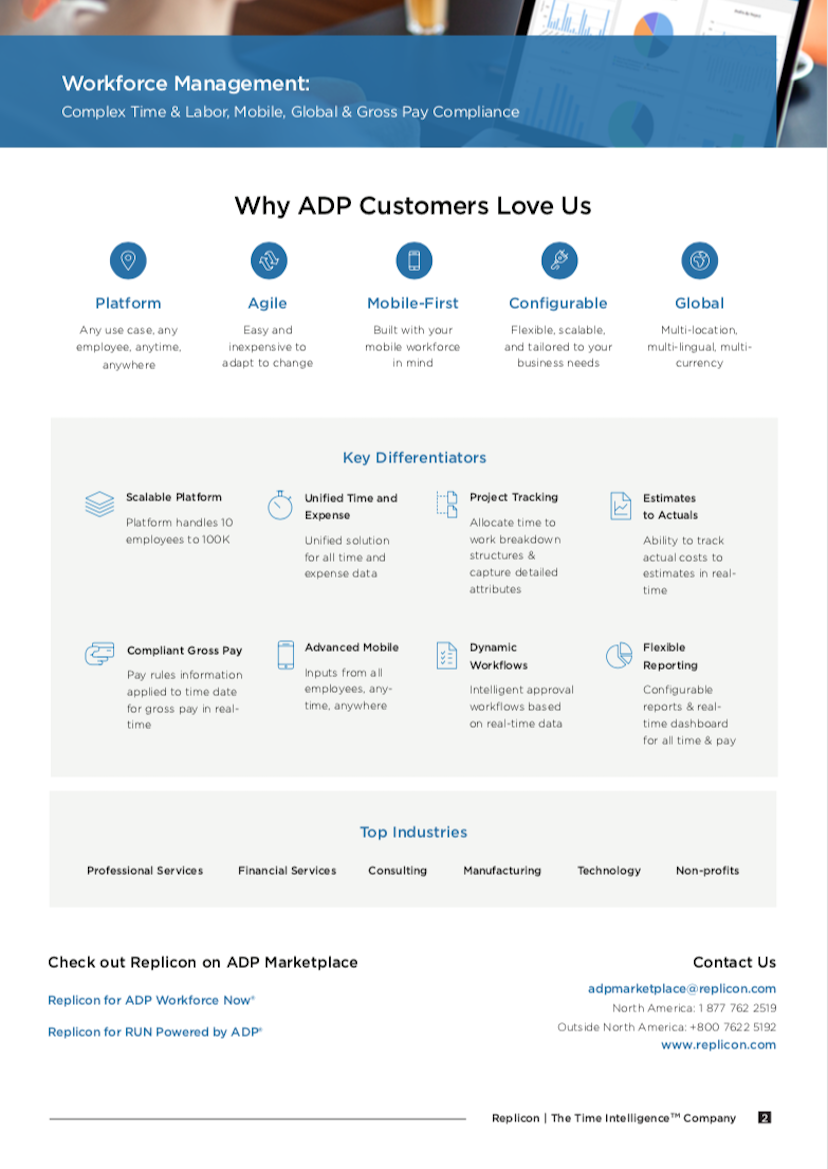 Workforce Management:
Complex Time & Labor, Mobile, Global & Gross Pay Compliance
Why ADP Customers Love Us
Platform
Any use case, any
employee, anytime,
anywhere
Agile
Easy and
inexpensive to
adapt to change
Mobile-First
Built with your
mobile workforce
in mind
Configurable
Flexible, scalable,
and tailored to your
business needs
Global
Multi-location,
multi-lingual, multi-
currency
Key Differentiators
Scalable Platform
Platform handles 10
employees to 100K
Unified Time and
Expense
Unified solution
for all time and
expense data
Project Tracking
Allocate time to
work breakdown
structures &
capture detailed
attributes
Estimates
to Actuals
Ability to track
actual costs to
estimates in real-
time
Compliant Gross Pay
Pay rules information
applied to time date
for gross pay in real-
time
Advanced Mobile
Inputs from all
employees, any-
time, anywhere
Dynamic
Workflows
Intelligent approval
workflows based
on real-time data
Flexible
Reporting
Configurable
reports & real-
time dashboard
for all time & pay
Top Industries
Professional Services Financial Services Consulting Manufacturing Technology Non-profits
Check out Replicon on ADP Marketplace
Replicon for ADP Workforce Now®
Replicon for RUN Powered by ADP®
Contact Us
adpmarketplace@replicon.com
North America: 1 877 762 2519
Outside North America: +800 7622 5192
www.replicon.com
Replicon | The Time Intelligence™ Company 2